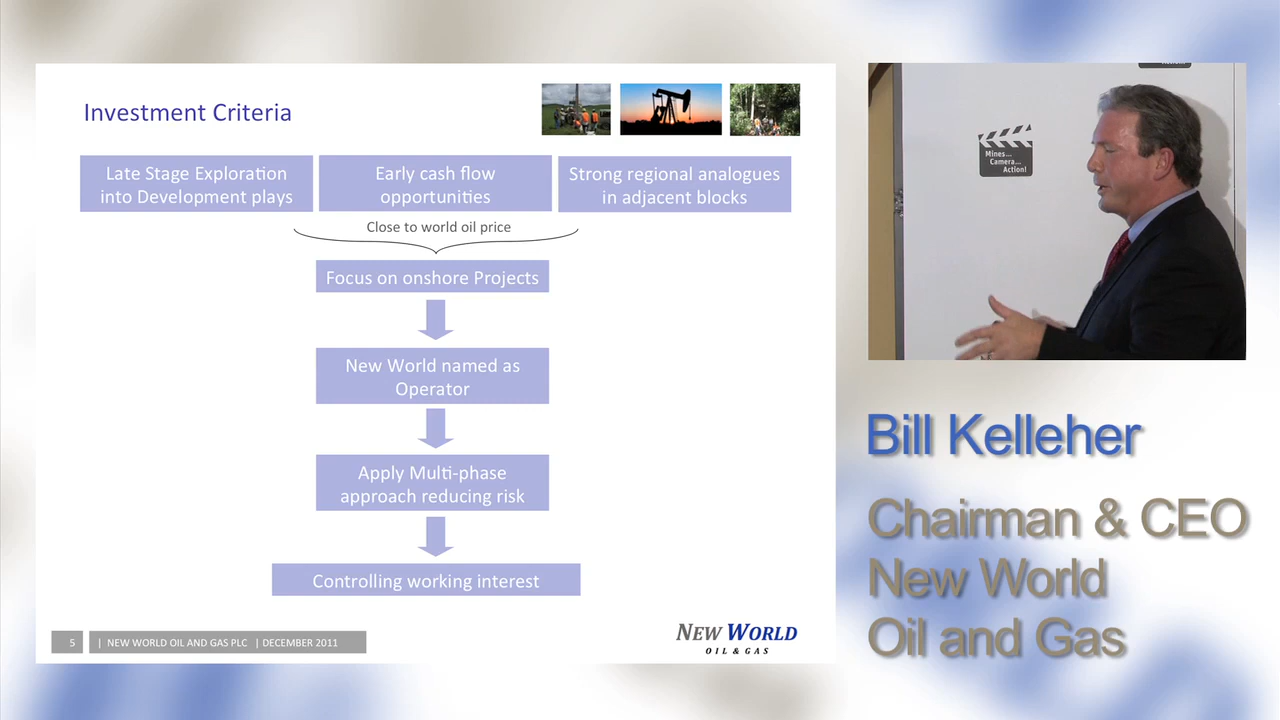 Investment Criteria
Late Stage Exploration
into Development plays
Early cash flow
opportunities
Strong regional analogues
in adjacent blocks
Close to world oil price
Focus on onshore Projects
New World named as
Operator
Apply Multi-phase
approach reducing risk
Controlling working interest
5 | NEW WORLD OIL AND GAS PLC | DECEMBER 2011
NEW WORLD
OIL & GAS
Action!
Mines...
Camera...
Action!
Bill Kelleher
Chairman & CEO
New World
Oil and Gas